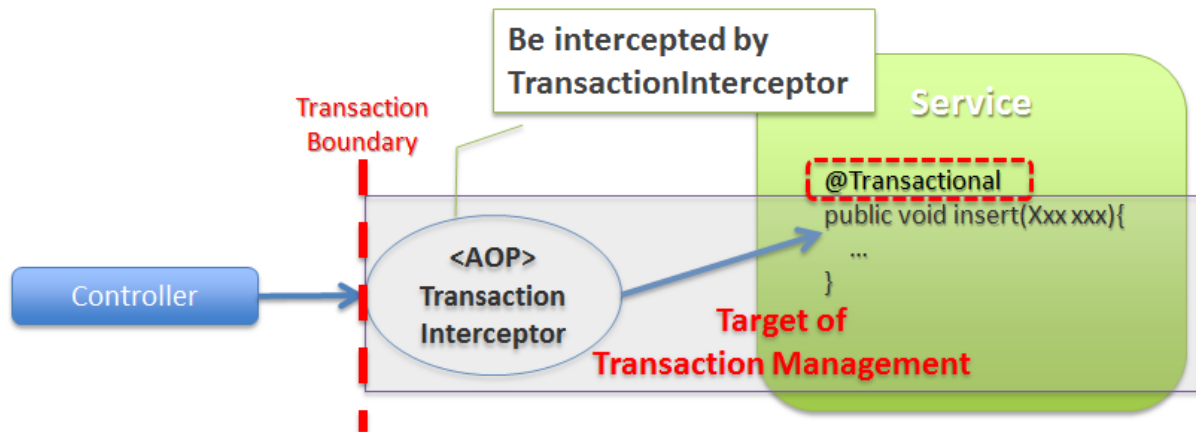 Be intercepted by
TransactionInterceptor
Transaction
Boundary
Service
@Transactional
public void insert(Xxx xxx){
...
}
<AOP>
Transaction
Interceptor
Controller
Target of
Transaction Management